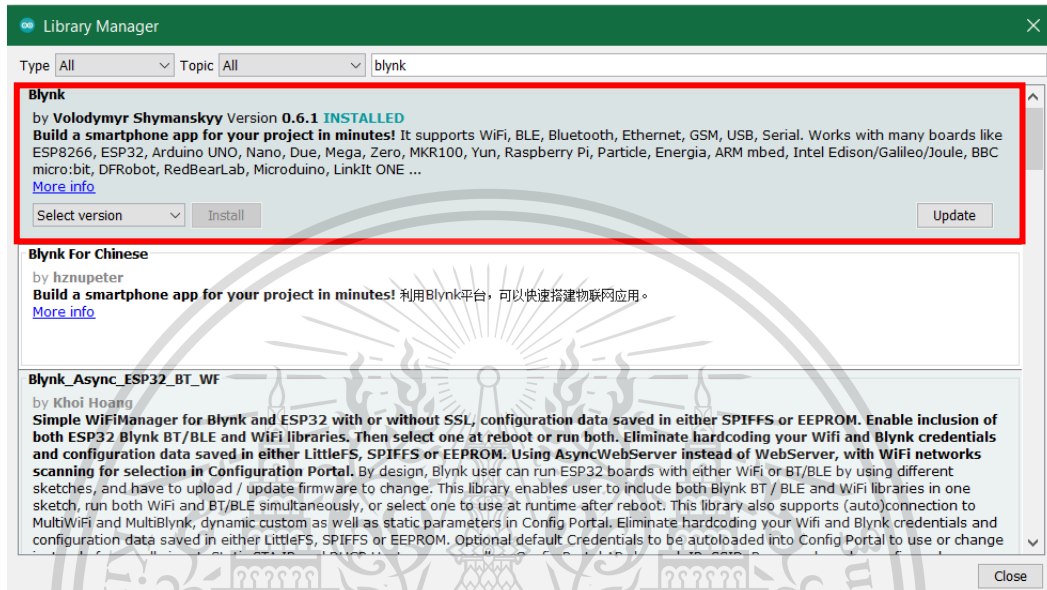 Library Manager
Type All Topic All blynk
Blynk
by Volodymyr Shymanskyy Version 0.6.1 INSTALLED
Build a smartphone app for your project in minutes! It supports WiFi, BLE, Bluetooth, Ethernet, GSM, USB, Serial. Works with many boards like
ESP8266, ESP32, Arduino UNO, Nano, Due, Mega, Zero, MKR100, Yun, Raspberry Pi, Particle, Energia, ARM mbed, Intel Edison/Galileo/Joule, BBC
micro:bit, DFRobot, RedBearLab, Microduino, LinkIt ONE ...
More info
Select version Install Update
Blynk For Chinese
by hznupeter
Build a smartphone app for your project in minutes! 利用Blynk平台，可以快速搭建物联网应用。
More info
Blynk_Async_ESP32_BT_WF
by Khoi Hoang
Simple WiFiManager for Blynk and ESP32 with or without SSL, configuration data saved in either SPIFFS or EEPROM. Enable inclusion of
both ESP32 Blynk BT/BLE and WiFi libraries. Then select one at reboot or run both. Eliminate hardcoding your Wifi and Blynk credentials
and configuration data saved in either LittleFS, SPIFFS or EEPROM. Using AsyncWebServer instead of WebServer, with WiFi networks
scanning for selection in Configuration Portal. By design, Blynk user can run ESP32 boards with either WiFi or BT/BLE by using different
sketches, and have to upload / update firmware to change. This library enables user to include both Blynk BT / BLE and WiFi libraries in one
sketch, run both WiFi and BT/BLE simultaneously, or select one to use at runtime after reboot. This library also supports (auto)connection to
MultiWiFi and MultiBlynk, dynamic custom as well as static parameters in Config Portal. Eliminate hardcoding your Wifi and Blynk credentials and
configuration data saved in either LittleFS, SPIFFS or EEPROM. Optional default Credentials to be autoloaded into Config Portal to use or change
Close